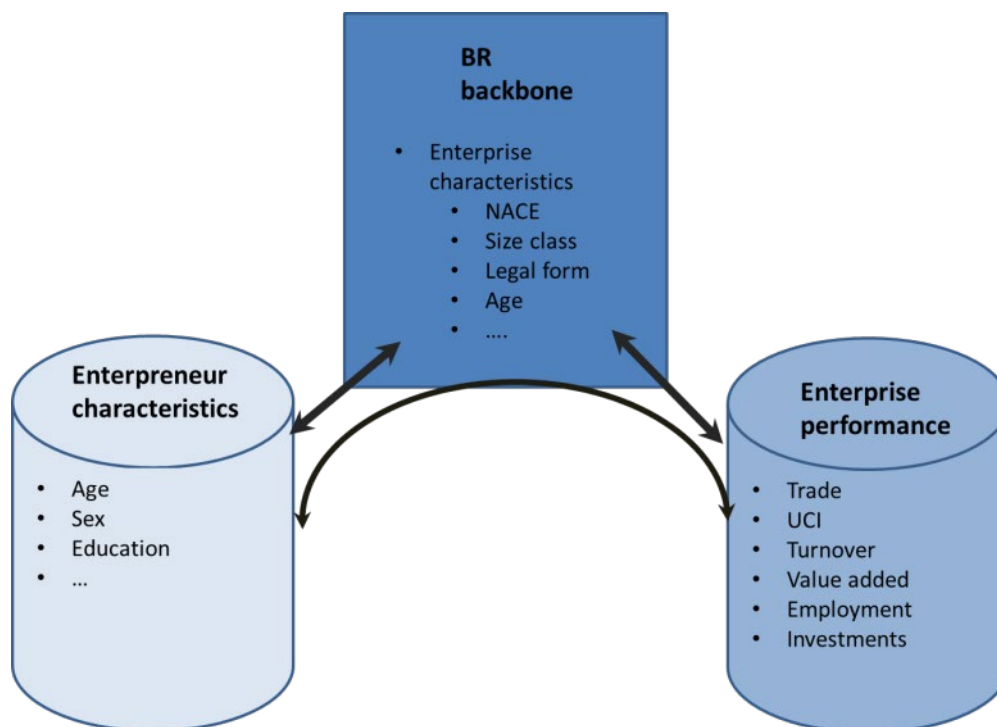 BR
backbone
• Enterprise
characteristics
• NACE
• Size class
• Legal form
• Age
• ....
Enterpreneur
characteristics
• Age
• Sex
• Education
• ...
Enterprise
performance
• Trade
• UCI
• Turnover
• Value added
• Employment
• Investments